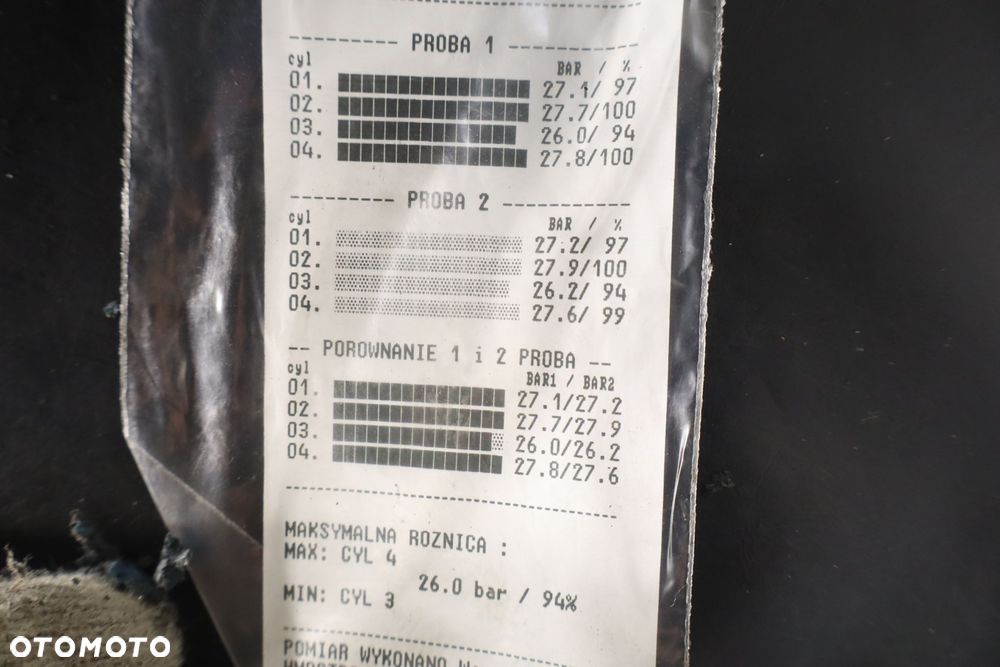 ---------- PROBA 1 ------------
cyl BAR / %
01. 27.1/ 97
02. 27.7/100
03. 26.0/ 94
04. 27.8/100
---------- PROBA 2 ------------
cyl BAR / %
01. 27.2/ 97
02. 27.9/100
03. 26.2/ 94
04. 27.6/ 99
-- POROWNANIE 1 i 2 PROBA --
cyl BAR1 / BAR2
01. 27.1/27.2
02. 27.7/27.9
03. 26.0/26.2
04. 27.8/27.6
MAKSYMALNA ROZNICA :
MAX: CYL 4
26.0 bar / 94%
MIN: CYL 3
POMIAR WYKONANO
OTOMOTO